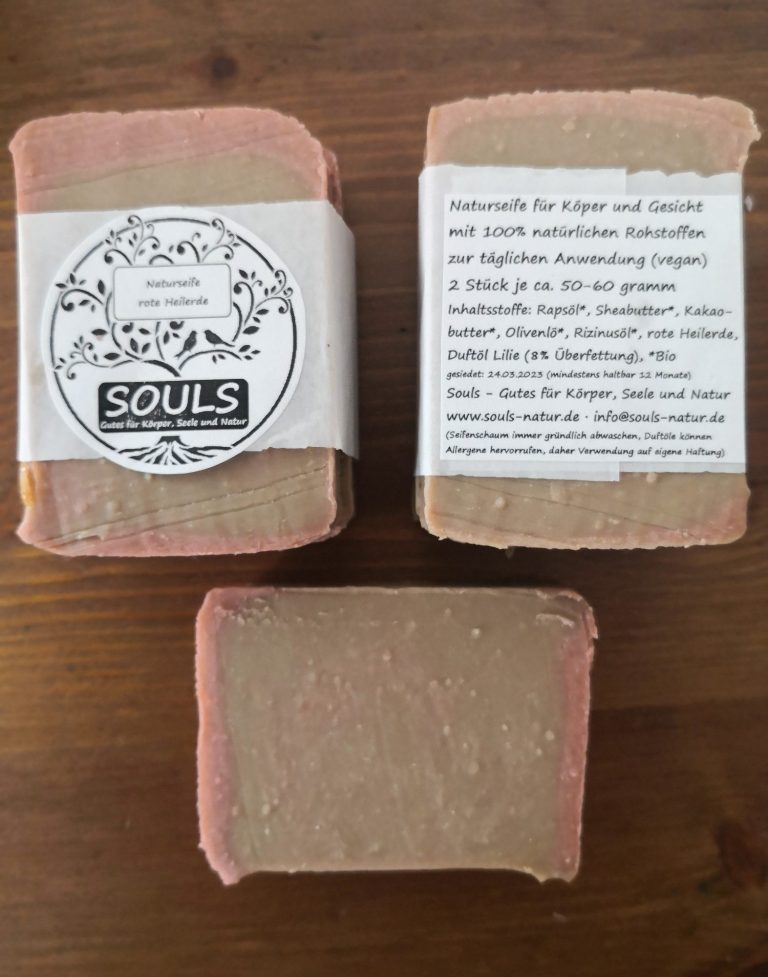 Naturseife
rote Heilerde
SOULS
Gutes für Körper, Seele und Natur
Naturseife für Köper und Gesicht
mit 100% natürlichen Rohstoffen
zur täglichen Anwendung (vegan)
2 Stück je ca. 50-60 gramm
Inhaltsstoffe: Rapsöl*, Sheabutter*, Kakao-
butter*, Olivenlö*, Rizinusöl*, rote Heilerde,
Duftöl Lilie (8% Überfettung), *Bio
gesiedet: 24.03.2023 (mindestens haltbar 12 Monate)
Souls - Gutes für Körper, Seele und Natur
www.souls-natur.de · info@souls-natur.de
(Seifenschaum immer gründlich abwaschen, Duftöle können
Allergene hervorrufen, daher Verwendung auf eigene Haftung)